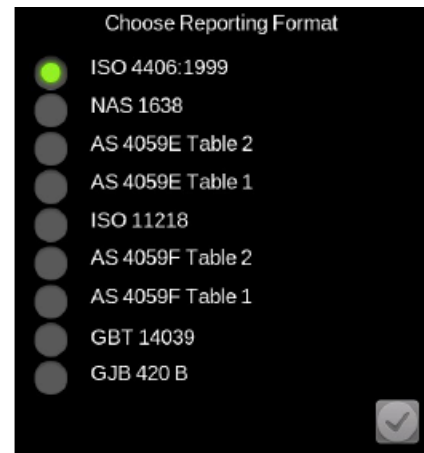 Choose Reporting Format
ISO 4406:1999
NAS 1638
AS 4059E Table 2
AS 4059E Table 1
ISO 11218
AS 4059F Table 2
AS 4059F Table 1
GBT 14039
GJB 420 B